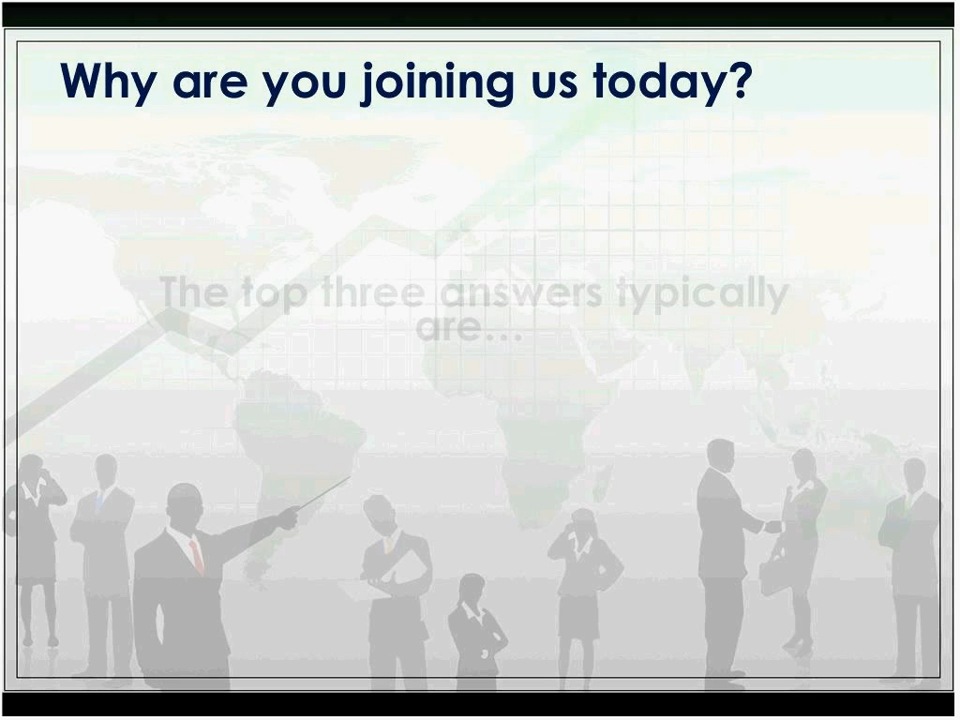 Why are you joining us today?
The top three answers typically
are…